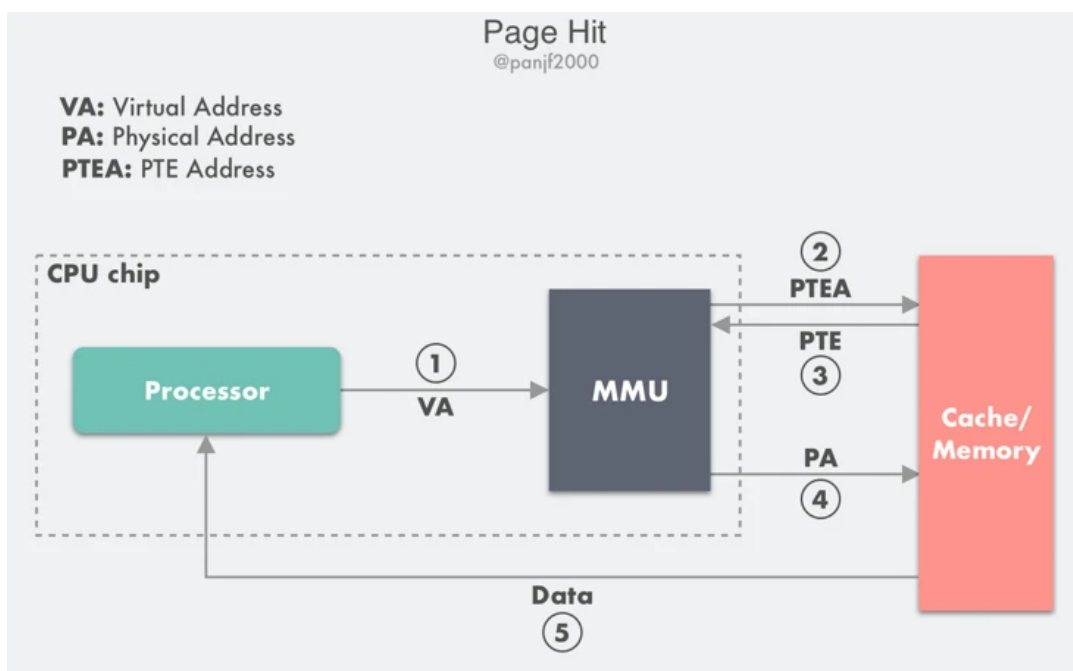 Page Hit
@panjf2000
VA: Virtual Address
PA: Physical Address
PTEA: PTE Address
CPU chip
Processor
1
VA
MMU
2
PTEA
PTE
3
PA
4
Cache/
Memory
Data
5